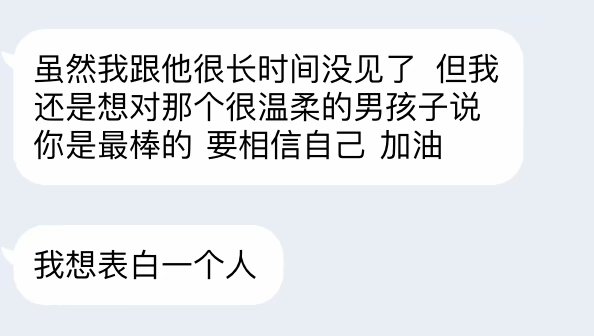 虽然我跟他很长时间没见了 但我
还是想对那个很温柔的男孩子说
你是最棒的 要相信自己 加油
我想表白一个人